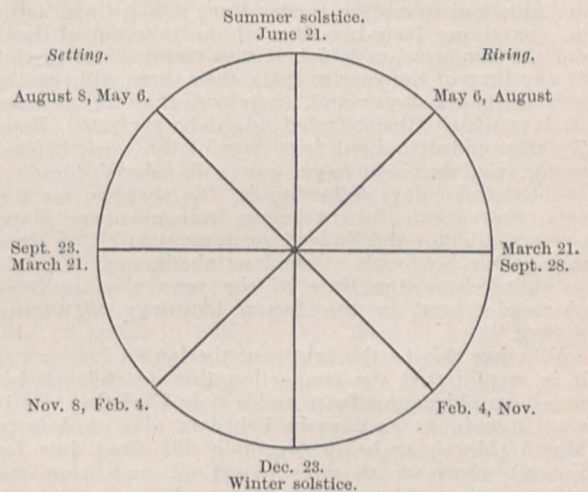 Summer solstice.
June 21.
Setting.
Rising.
August 8, May 6.
May 6, August
Sept. 23.
March 21.
March 21.
Sept. 28.
Nov. 8, Feb. 4.
Feb. 4, Nov.
Dec. 23.
Winter solstice.